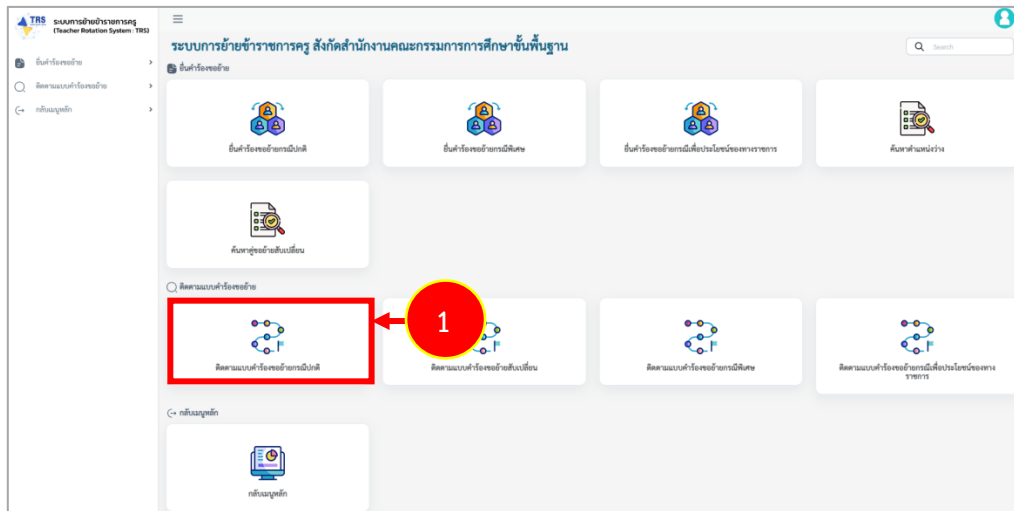 TRS ระบบการย้ายข้าราชการครู
(Teacher Rotation System : TRS)
ยื่นคำร้องขอย้าย
ติดตามแบบคำร้องขอย้าย
กลับเมนูหลัก
ระบบการย้ายข้าราชการครู สังกัดสำนักงานคณะกรรมการการศึกษาขั้นพื้นฐาน
Search
ยื่นคำร้องขอย้าย
ยื่นคำร้องขอย้ายกรณีปกติ
ยื่นคำร้องขอย้ายกรณีพิเศษ
ยื่นคำร้องขอย้ายกรณีเพื่อประโยชน์ของทางราชการ
ค้นหาตำแหน่งว่าง
ค้นหาคู่ขอย้ายสับเปลี่ยน
ติดตามแบบคำร้องขอย้าย
1
ติดตามแบบคำร้องขอย้ายกรณีปกติ
ติดตามแบบคำร้องขอย้ายสับเปลี่ยน
ติดตามแบบคำร้องขอย้ายกรณีพิเศษ
ติดตามแบบคำร้องขอย้ายกรณีเพื่อประโยชน์ของทาง
ราชการ
กลับเมนูหลัก
กลับเมนูหลัก